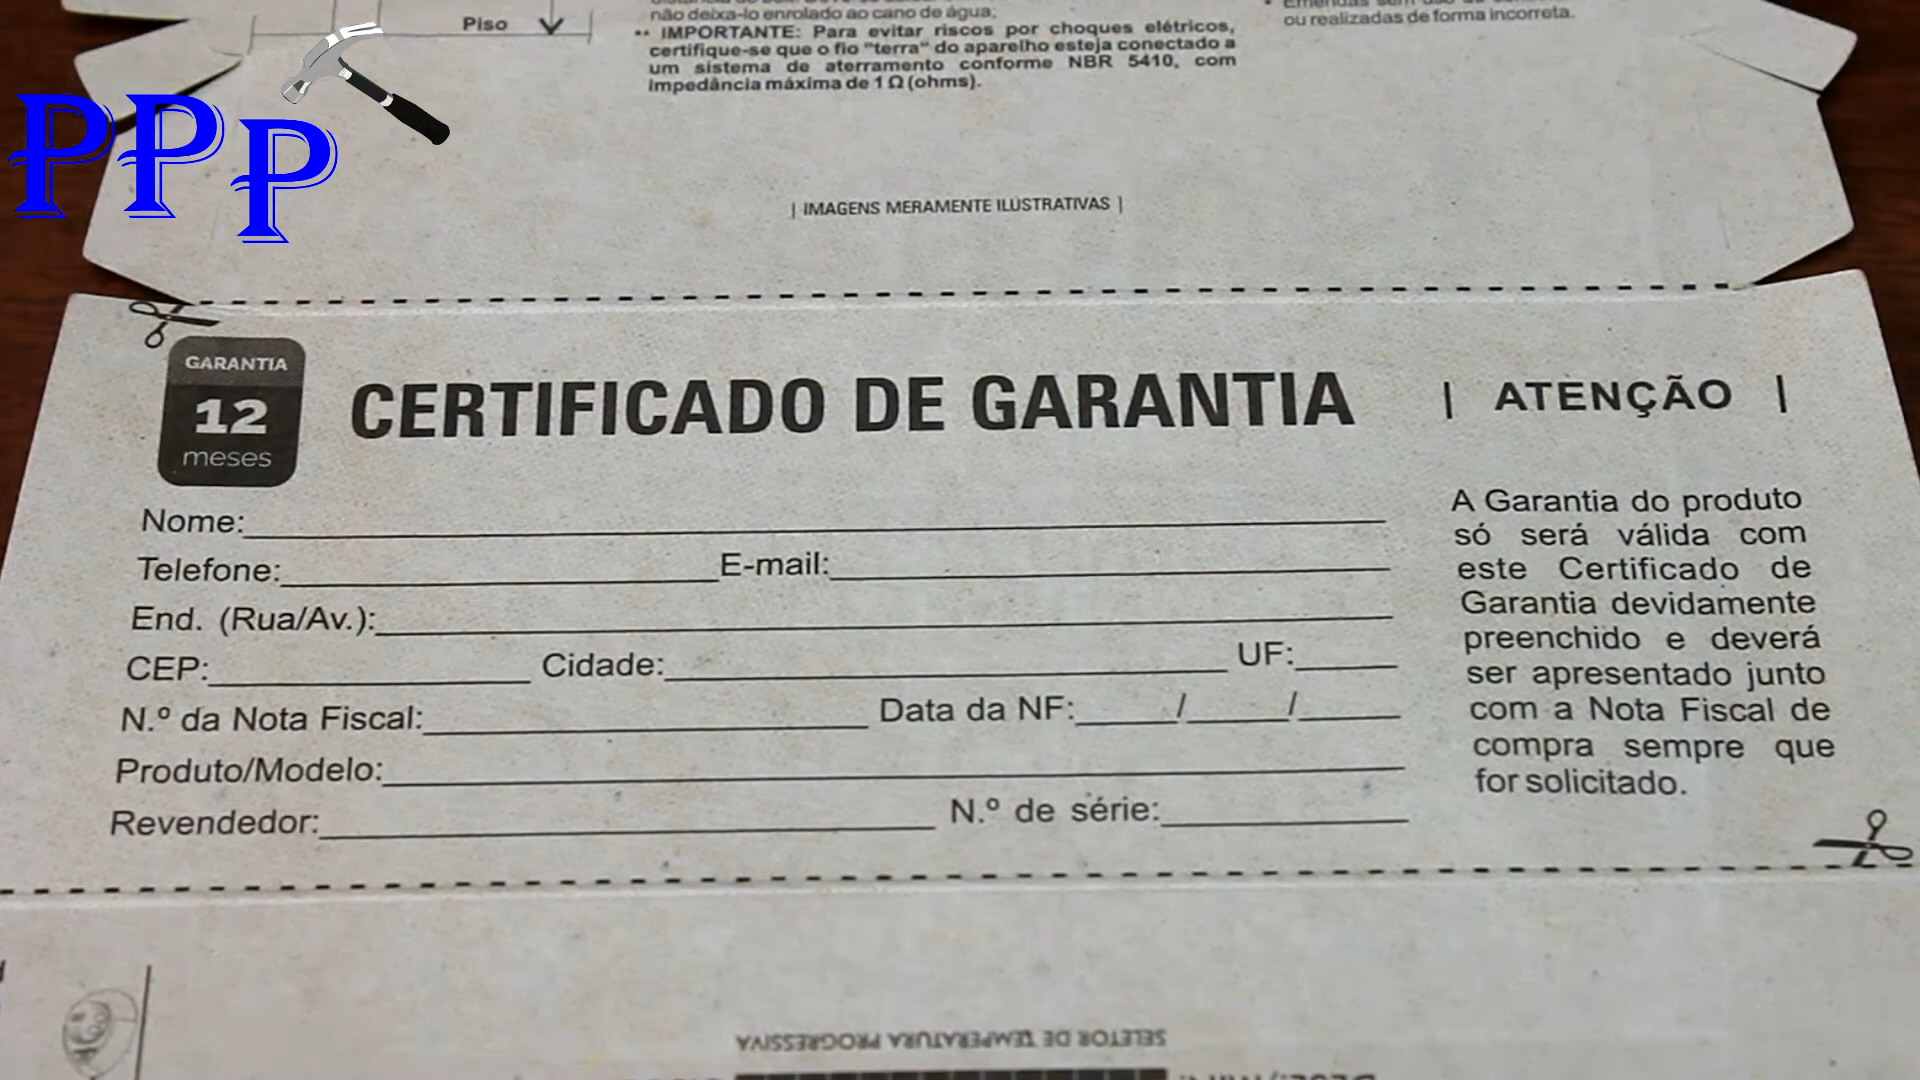 Piso
não deixa-lo enrolado ao cano de água;
•• IMPORTANTE: Para evitar riscos por choques elétricos,
certifique-se que o fio "terra" do aparelho esteja conectado a
um sistema de aterramento conforme NBR 5410, com
impedância máxima de 1 Ω (ohms).
ou realizadas de forma incorreta.
PPP
| IMAGENS MERAMENTE ILUSTRATIVAS |
GARANTIA
12
meses
CERTIFICADO DE GARANTIA
Nome:
Telefone: E-mail:
End. (Rua/Av.):
CEP: Cidade: UF:
N.º da Nota Fiscal: Data da NF: / /
Produto/Modelo:
Revendedor: N.º de série:
| ATENÇÃO |
A Garantia do produto
só será válida com
este Certificado de
Garantia devidamente
preenchido e deverá
ser apresentado junto
com a Nota Fiscal de
compra sempre que
for solicitado.
SELETOR DE TEMPERATURA PROGRESSIVA